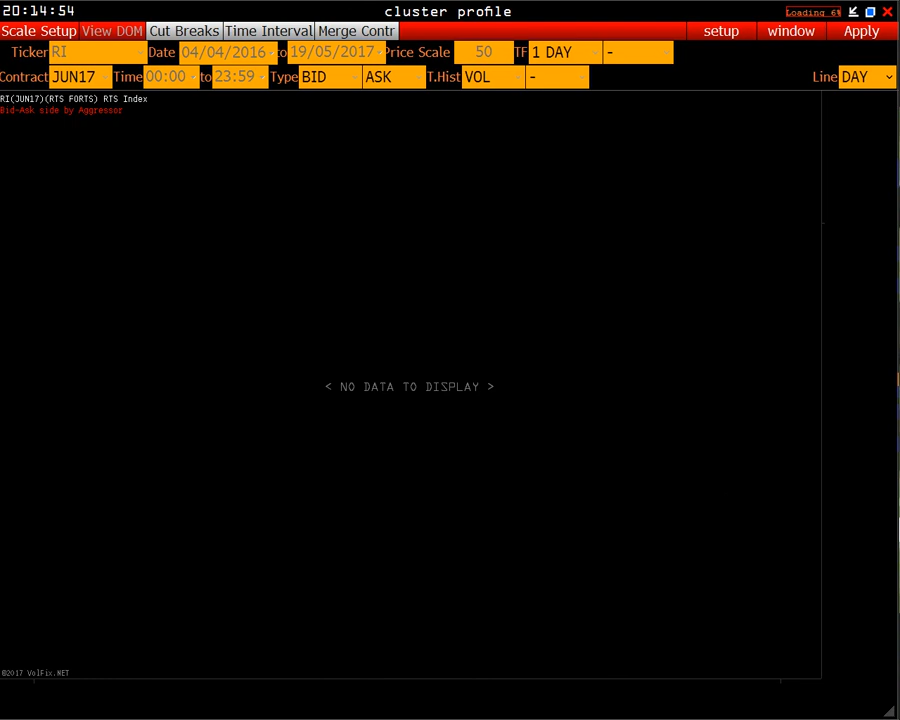 20:14:54 cluster profile Loading 6%
Scale Setup View DOM Cut Breaks Time Interval Merge Contr setup window Apply
Ticker RI Date 04/04/2016 to 19/05/2017 Price Scale 50 TF 1 DAY -
Contract JUN17 Time 00:00 to 23:59 Type BID ASK T.Hist VOL - Line DAY
RI(JUN17)(RTS FORTS) RTS Index
Bid-Ask side by Aggressor
< NO DATA TO DISPLAY >
©2017 VolFix.NET